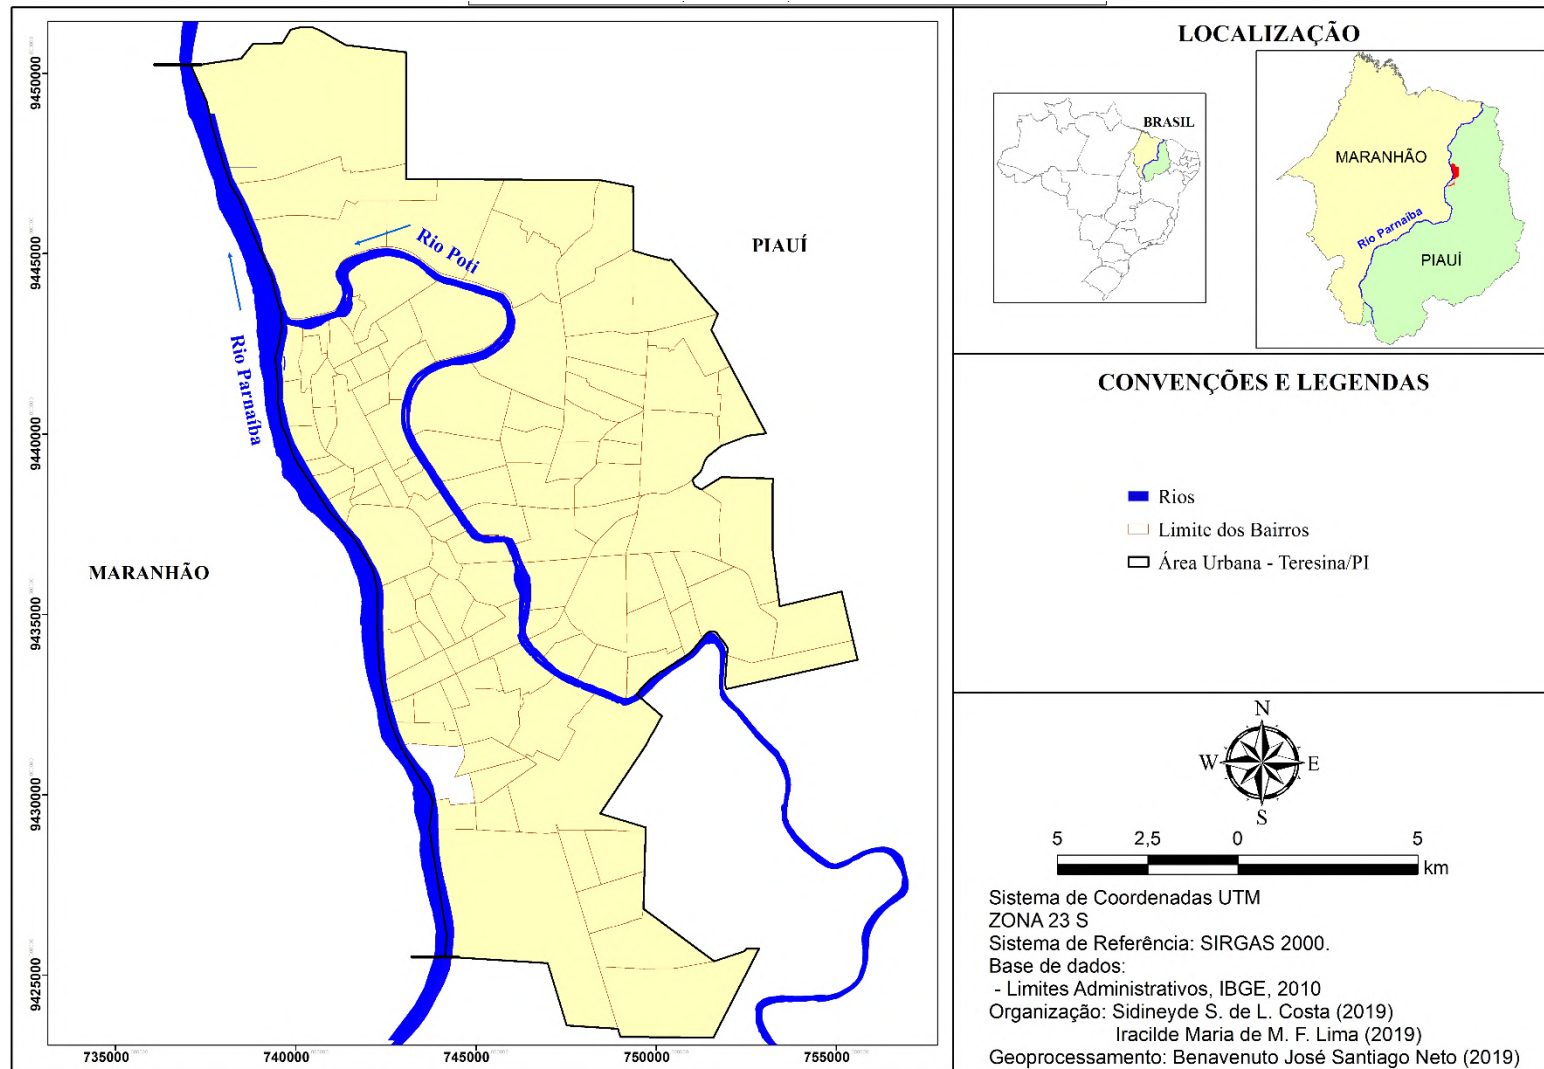 9450000
9445000
9440000
9435000
9430000
9425000
735000
740000
745000
750000
755000
Rio Poti
Rio Parnaíba
PIAUÍ
MARANHÃO
LOCALIZAÇÃO
BRASIL
MARANHÃO
Rio Parnaíba
PIAUÍ
CONVENÇÕES E LEGENDAS
Rios
Limite dos Bairros
Área Urbana - Teresina/PI
N
W E
S
5 2,5 0 5
km
Sistema de Coordenadas UTM
ZONA 23 S
Sistema de Referência: SIRGAS 2000.
Base de dados:
- Limites Administrativos, IBGE, 2010
Organização: Sidineyde S. de L. Costa (2019)
Iracilde Maria de M. F. Lima (2019)
Geoprocessamento: Benavenuto José Santiago Neto (2019)